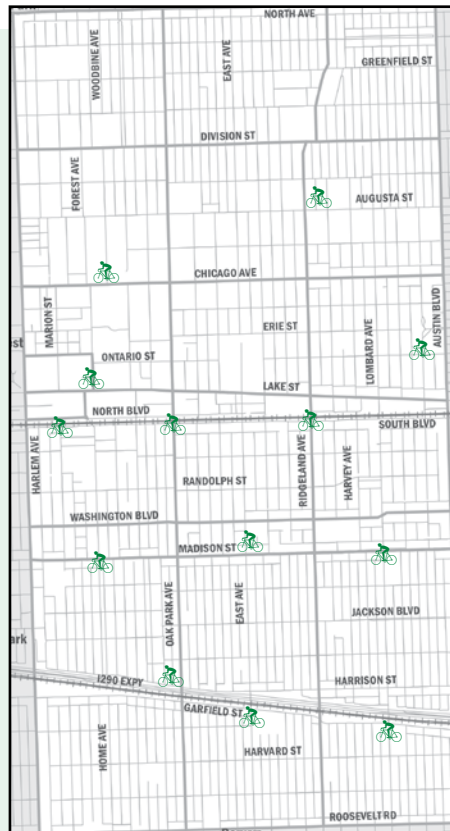 NORTH AVE
WOODBINE AVE
EAST AVE
GREENFIELD ST
DIVISION ST
FOREST AVE
AUGUSTA ST
CHICAGO AVE
MARION ST
ERIE ST
LOMBARD AVE
AUSTIN BLVD
ONTARIO ST
LAKE ST
NORTH BLVD
SOUTH BLVD
HARLEM AVE
RIDGELAND AVE
HARVEY AVE
RANDOLPH ST
WASHINGTON BLVD
MADISON ST
OAK PARK AVE
EAST AVE
JACKSON BLVD
ark
I290 EXPY
HARRISON ST
GARFIELD ST
HOME AVE
HARVARD ST
ROOSEVELT RD